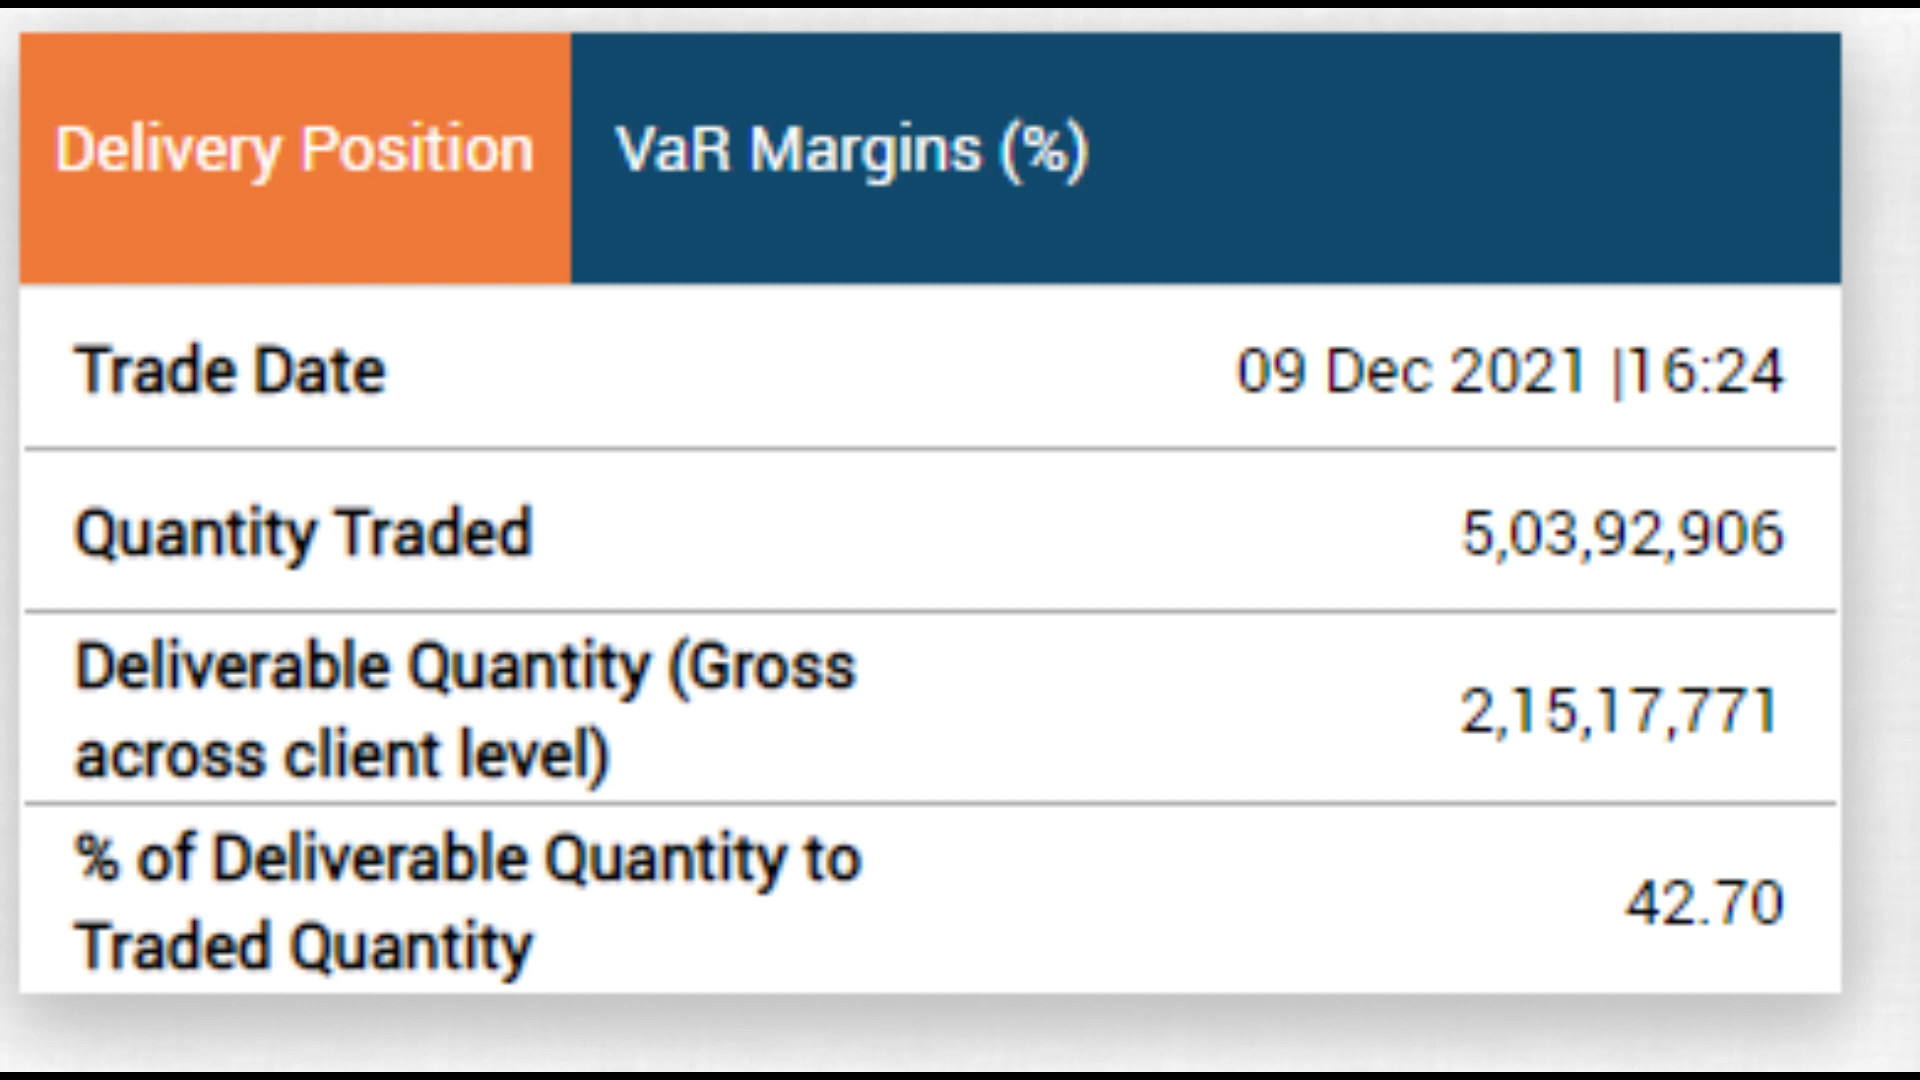 Delivery Position VaR Margins (%)
Trade Date 09 Dec 2021 |16:24
Quantity Traded 5,03,92,906
Deliverable Quantity (Gross
across client level) 2,15,17,771
% of Deliverable Quantity to
Traded Quantity 42.70